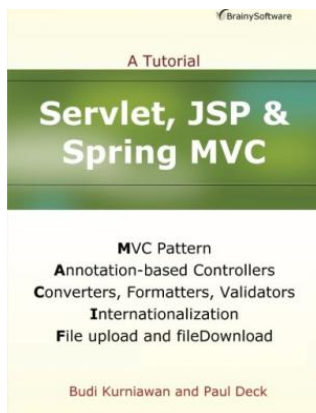 BrainySoftware
A Tutorial
Servlet, JSP &
Spring MVC
MVC Pattern
Annotation-based Controllers
Converters, Formatters, Validators
Internationalization
File upload and fileDownload
Budi Kurniawan and Paul Deck